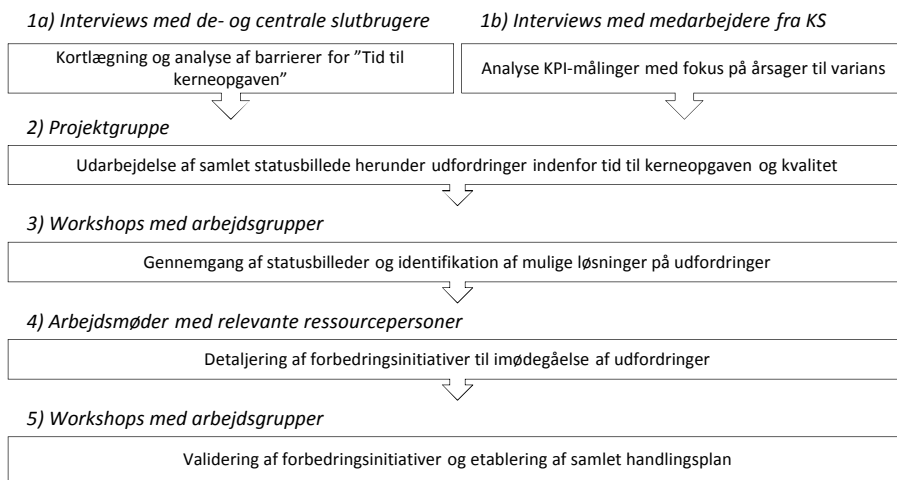 1a) Interviews med de- og centrale slutbrugere
Kortlægning og analyse af barrierer for ”Tid til
kerneopgaven”
1b) Interviews med medarbejdere fra KS
Analyse KPI-målinger med fokus på årsager til varians
2) Projektgruppe
Udarbejdelse af samlet statusbillede herunder udfordringer indenfor tid til kerneopgaven og kvalitet
3) Workshops med arbejdsgrupper
Gennemgang af statusbilleder og identifikation af mulige løsninger på udfordringer
4) Arbejdsmøder med relevante ressourcepersoner
Detaljering af forbedringsinitiativer til imødegåelse af udfordringer
5) Workshops med arbejdsgrupper
Validering af forbedringsinitiativer og etablering af samlet handlingsplan